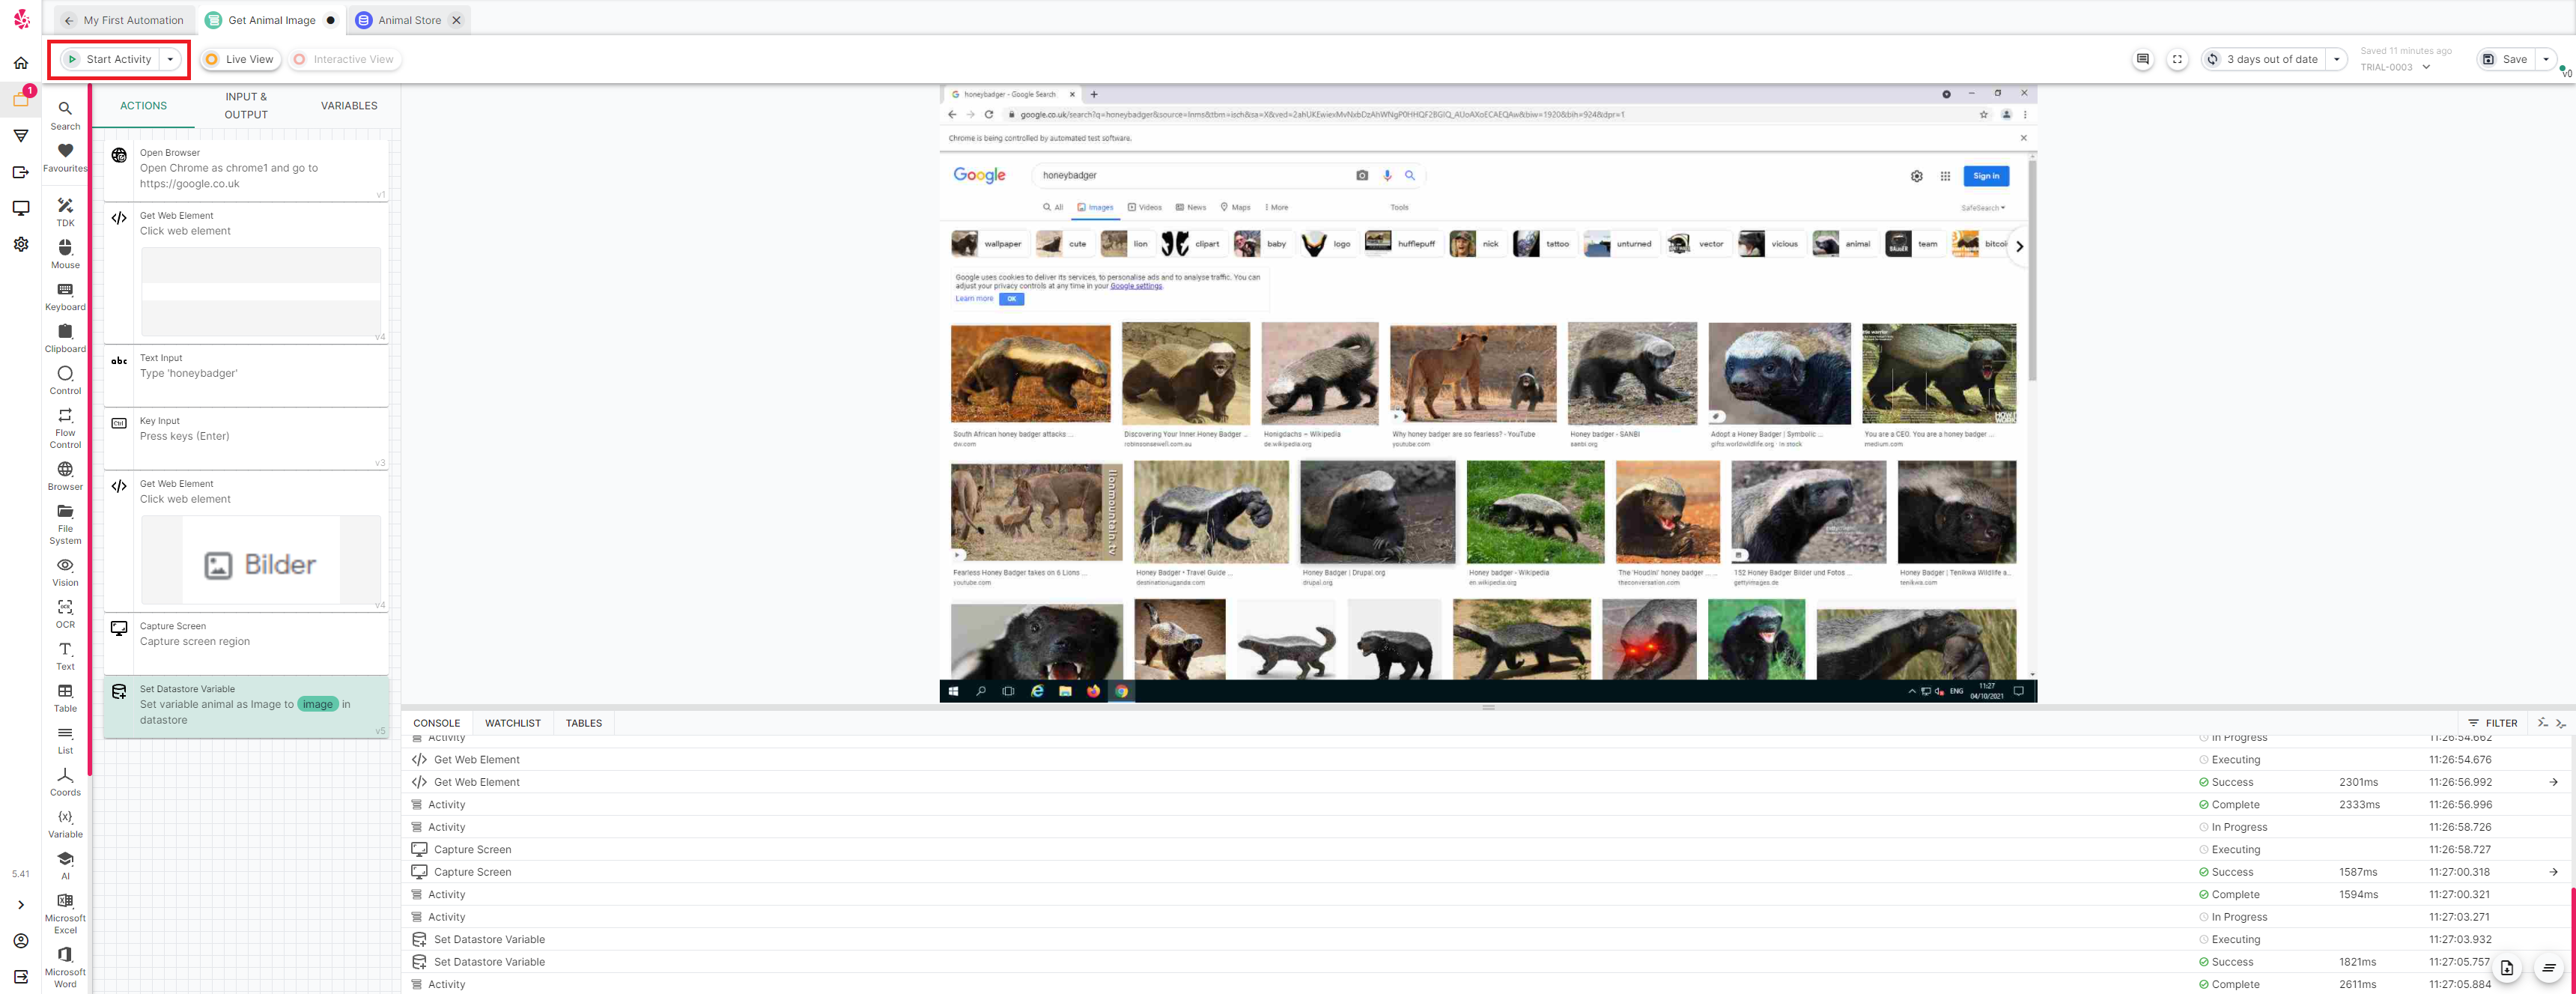 My First Automation
Get Animal Image
Animal Store
Start Activity
Live View
Interactive View
3 days out of date
Saved 11 minutes ago
TRIAL-0003
Save
v0
1
Search
Favourites
TDK
Mouse
Keyboard
Clipboard
Control
Flow
Control
Browser
File
System
Vision
OCR
Text
Table
List
Coords
Variable
AI
Microsoft
Excel
Microsoft
Word
5.41
ACTIONS
INPUT &
OUTPUT
VARIABLES
Open Browser
Open Chrome as chrome1 and go to
https://google.co.uk
v1
Get Web Element
Click web element
v4
abc
Text Input
Type 'honeybadger'
Ctrl
Key Input
Press keys (Enter)
v3
Get Web Element
Click web element
Bilder
v4
Capture Screen
Capture screen region
Set Datastore Variable
Set variable animal as Image to image in
datastore
v5
honeybadger - Google Search
Chrome is being controlled by automated test software.
Google
honeybadger
Sign in
All
Images
Videos
News
Maps
More
Tools
SafeSearch
wallpaper
cute
lion
clipart
baby
logo
hufflepuff
nick
tattoo
unturned
vector
vicious
animal
team
bitcoi
Google uses cookies to deliver its services, to personalise ads and to analyse traffic. You can
adjust your privacy controls at any time in your Google settings.
Learn more
OK
South African honey badger attacks ...
dw.com
Discovering Your Inner Honey Badger ...
robinsonsewell.com.au
Honigdachs – Wikipedia
de.wikipedia.org
Why honey badger are so fearless? - YouTube
youtube.com
Honey badger - SANBI
sanbi.org
Adopt a Honey Badger | Symbolic ...
gifts.worldwildlife.org · In stock
You are a CEO. You are a honey badger ...
medium.com
lionmountain.tv
Fearless Honey Badger takes on 6 Lions ...
youtube.com
Honey Badger • Travel Guide ...
destinationuganda.com
Honey Badger | Drupal.org
drupal.org
Honey badger - Wikipedia
en.wikipedia.org
The 'Houdini' honey badger ...
theconversation.com
152 Honey Badger Bilder und Fotos ...
gettyimages.de
Honey Badger | Tenikwa Wildlife a...
tenikwa.com
ENG
11:27
04/10/2021
CONSOLE
WATCHLIST
TABLES
FILTER
Activity In Progress 11:26:54.662
Get Web Element Executing 11:26:54.676
Get Web Element Success 2301ms 11:26:56.992
Activity Complete 2333ms 11:26:56.996
Activity In Progress 11:26:58.726
Capture Screen Executing 11:26:58.727
Capture Screen Success 1587ms 11:27:00.318
Activity Complete 1594ms 11:27:00.321
Activity In Progress 11:27:03.271
Set Datastore Variable Executing 11:27:03.932
Set Datastore Variable Success 1821ms 11:27:05.757
Activity Complete 2611ms 11:27:05.884